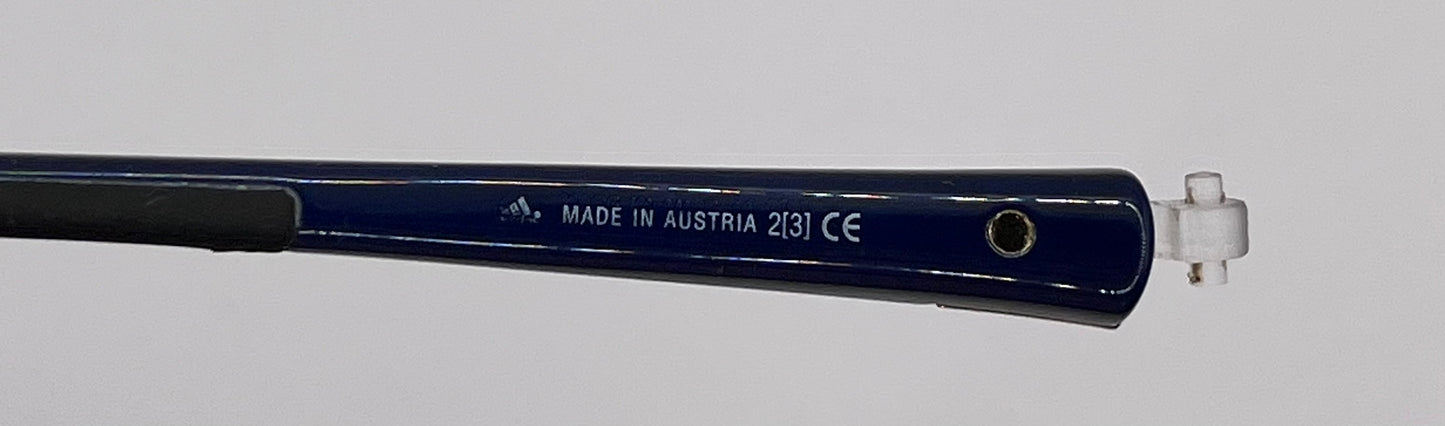 MADE IN AUSTRIA 2[3] CE